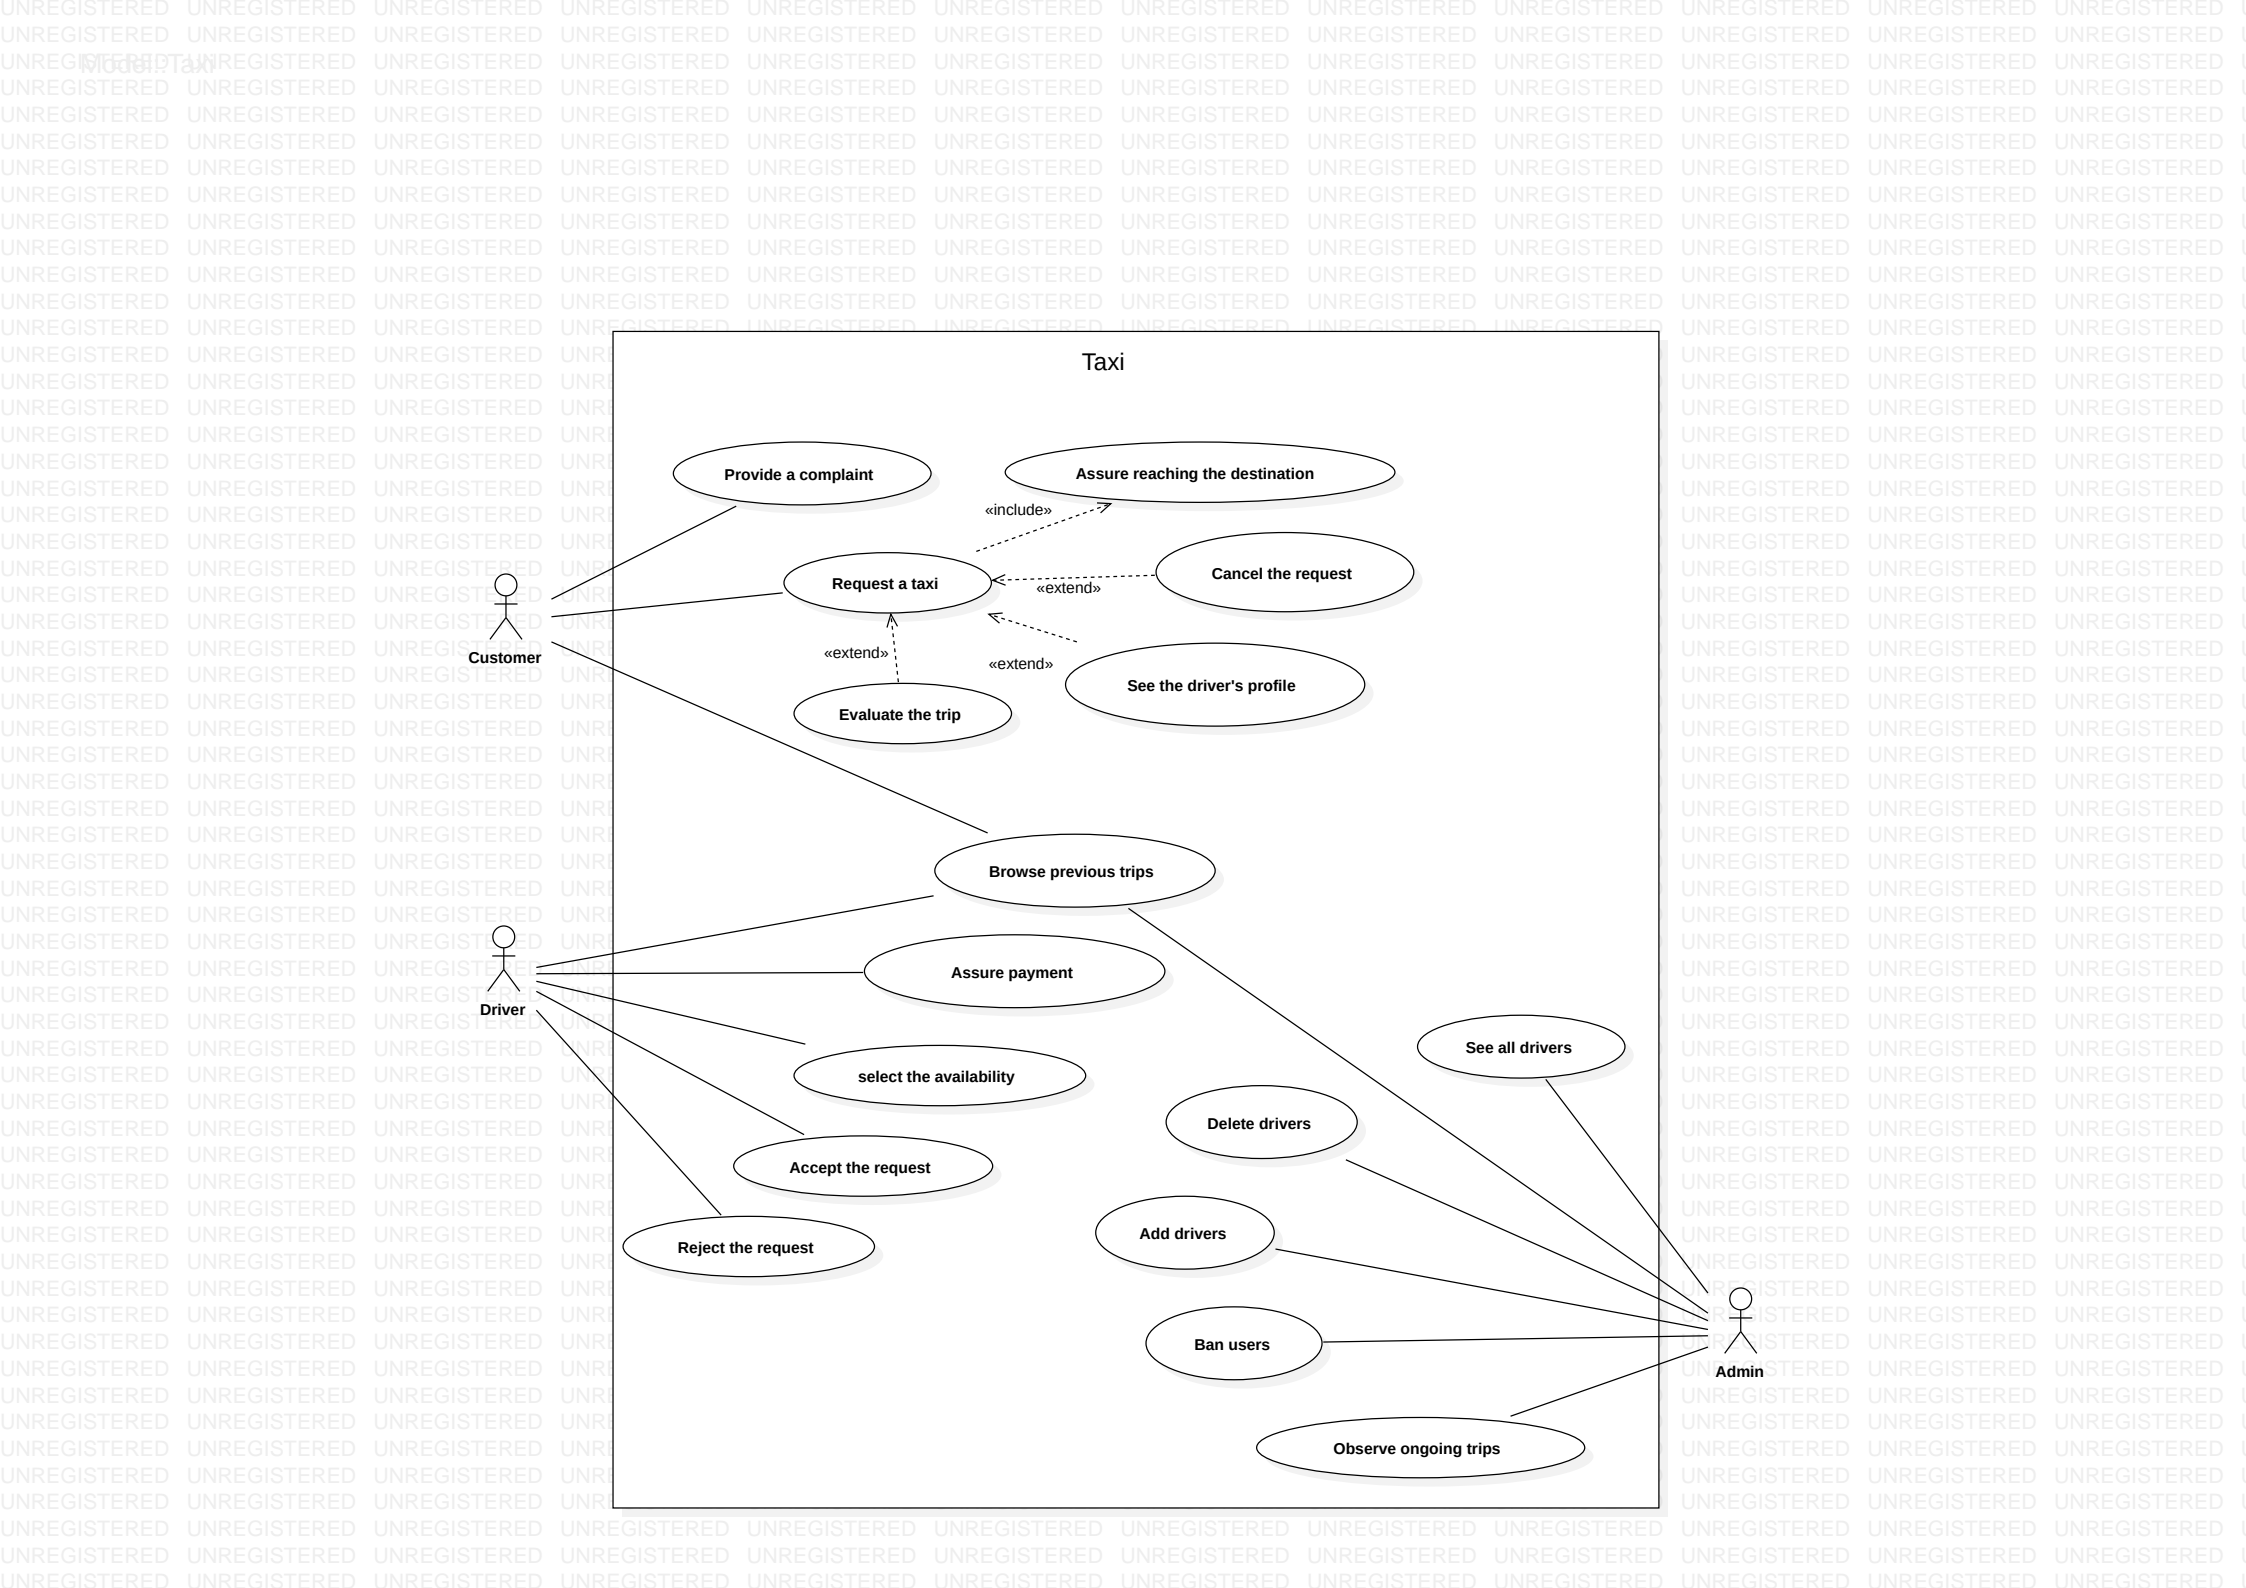 Model::Taxi
Taxi
Provide a complaint
Assure reaching the destination
«include»
Request a taxi
Cancel the request
«extend»
Customer
«extend»
«extend»
See the driver's profile
Evaluate the trip
Browse previous trips
Driver
Assure payment
See all drivers
select the availability
Delete drivers
Accept the request
Add drivers
Reject the request
Ban users
Admin
Observe ongoing trips
UNREGISTERED